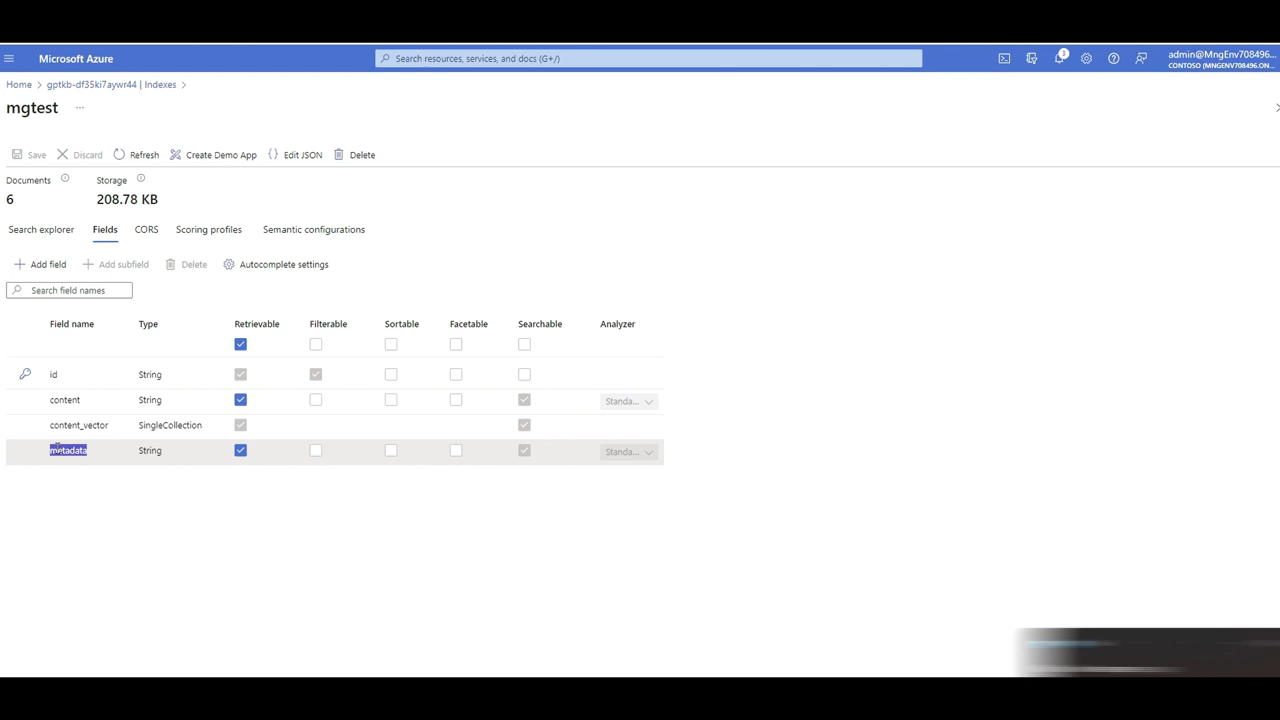 Microsoft Azure
Search resources, services, and docs (G+/)
3
admin@MngEnv708496...
CONTOSO (MNGENV708496.ON...
Home > gptkb-df35ki7aywr44 | Indexes >
mgtest ...
Save Discard Refresh Create Demo App {} Edit JSON Delete
Documents Storage
6 208.78 KB
Search explorer Fields CORS Scoring profiles Semantic configurations
+ Add field + Add subfield Delete Autocomplete settings
Search field names
Field name Type Retrievable Filterable Sortable Facetable Searchable Analyzer
id String
content String Standa...
content_vector SingleCollection
metadata String Standa...